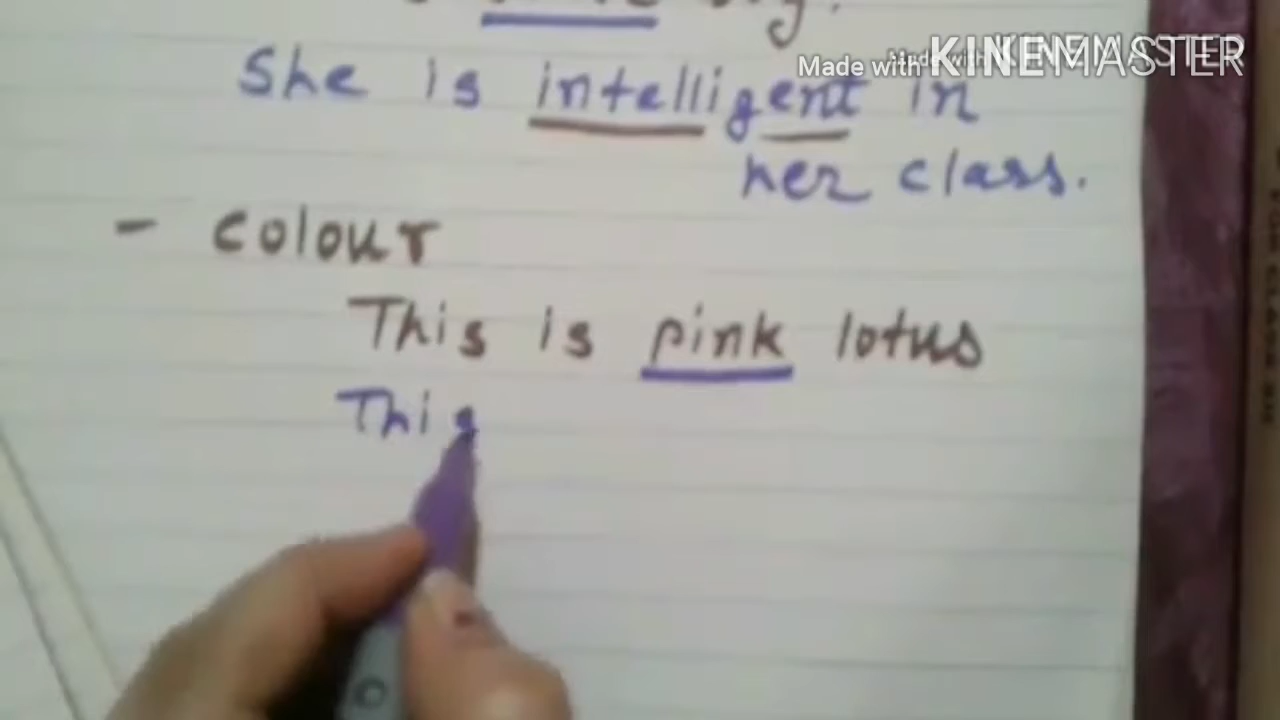 She is intelligent in
her class.
- colour
This is pink lotus
This
Made with KINEMASTER